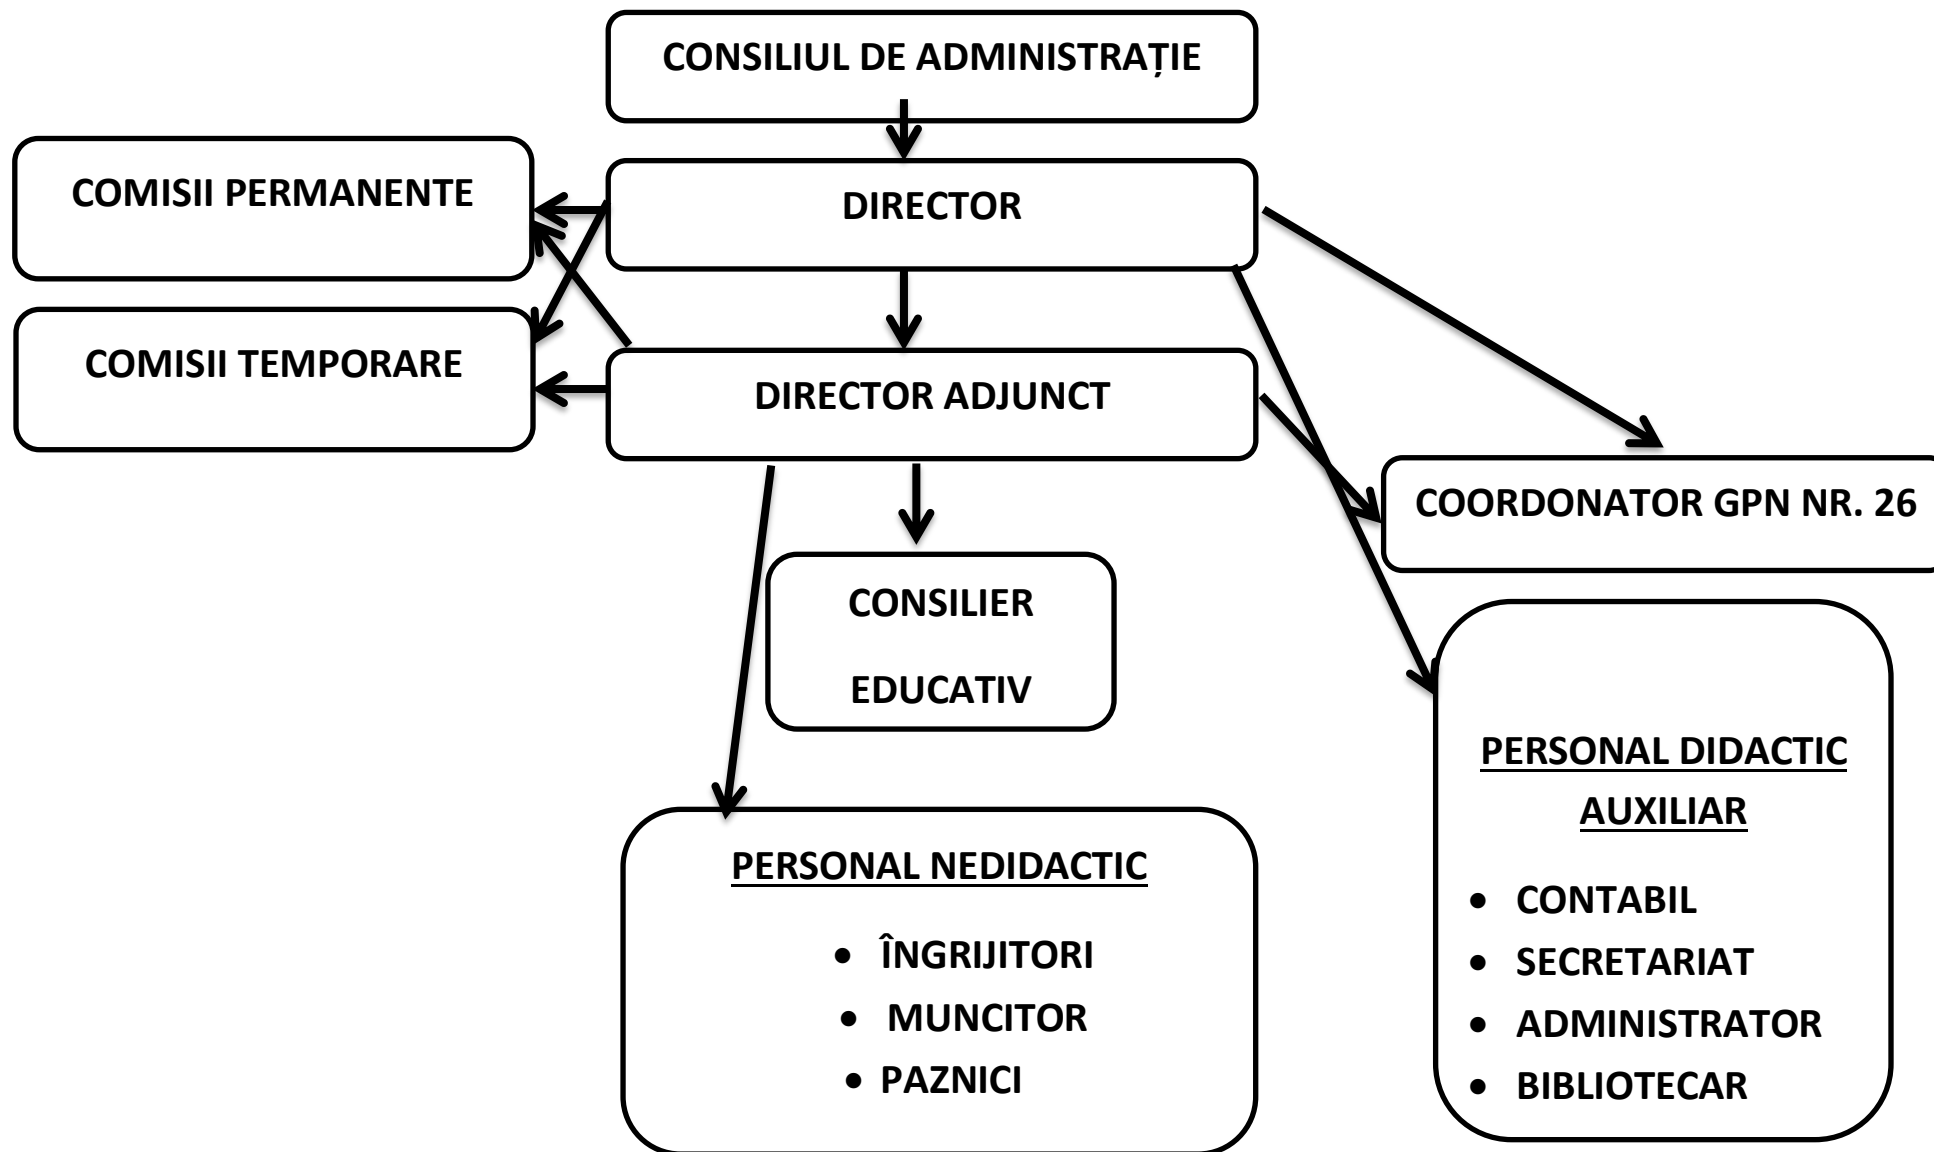 CONSILIUL DE ADMINISTRAȚIE
COMISII PERMANENTE
DIRECTOR
COMISII TEMPORARE
DIRECTOR ADJUNCT
COORDONATOR GPN NR. 26
CONSILIER
EDUCATIV
PERSONAL DIDACTIC
AUXILIAR
• CONTABIL
• SECRETARIAT
• ADMINISTRATOR
• BIBLIOTECAR
PERSONAL NEDIDACTIC
• ÎNGRIJITORI
• MUNCITOR
• PAZNICI